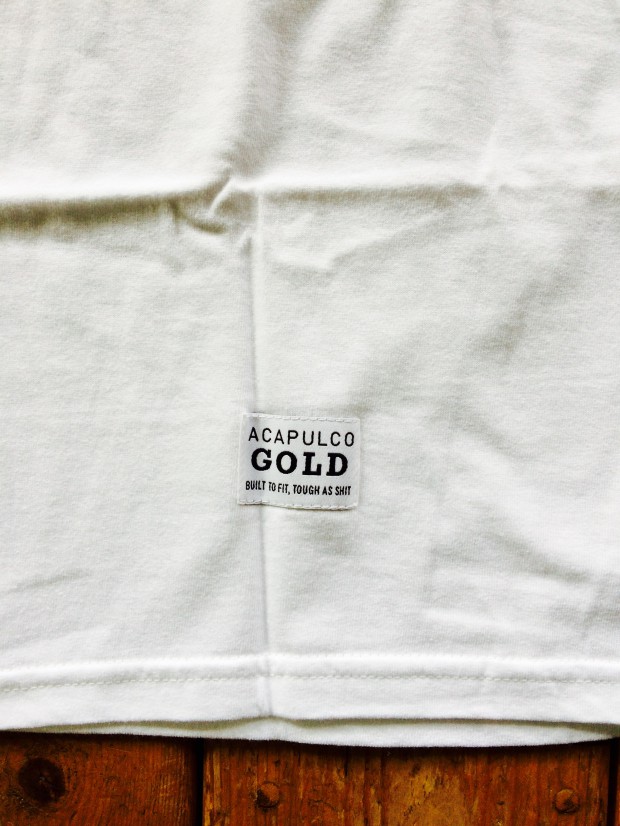 ACAPULCO
GOLD
BUILT TO FIT, TOUGH AS SHIT